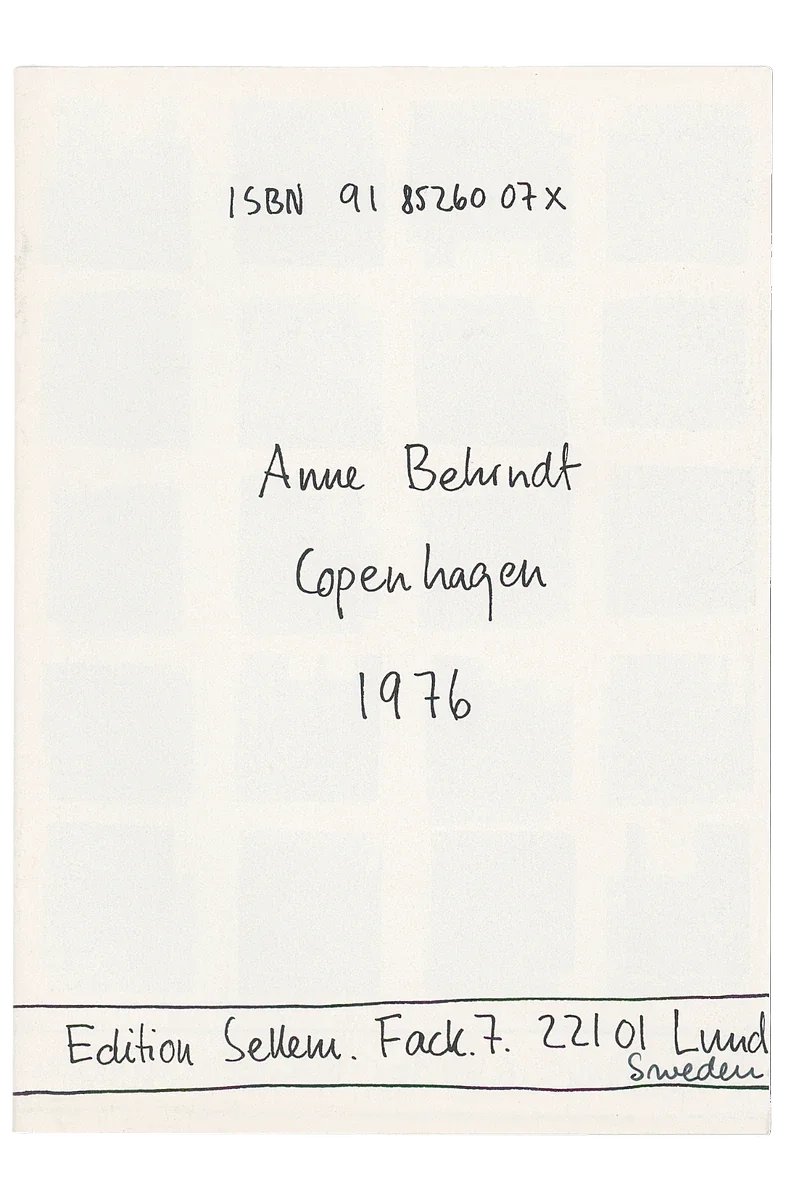 ISBN 91 85260 07X
Anne Behrndt
Copenhagen
1976
Edition Sellem. Fack.7. 22101 Lund
Sweden